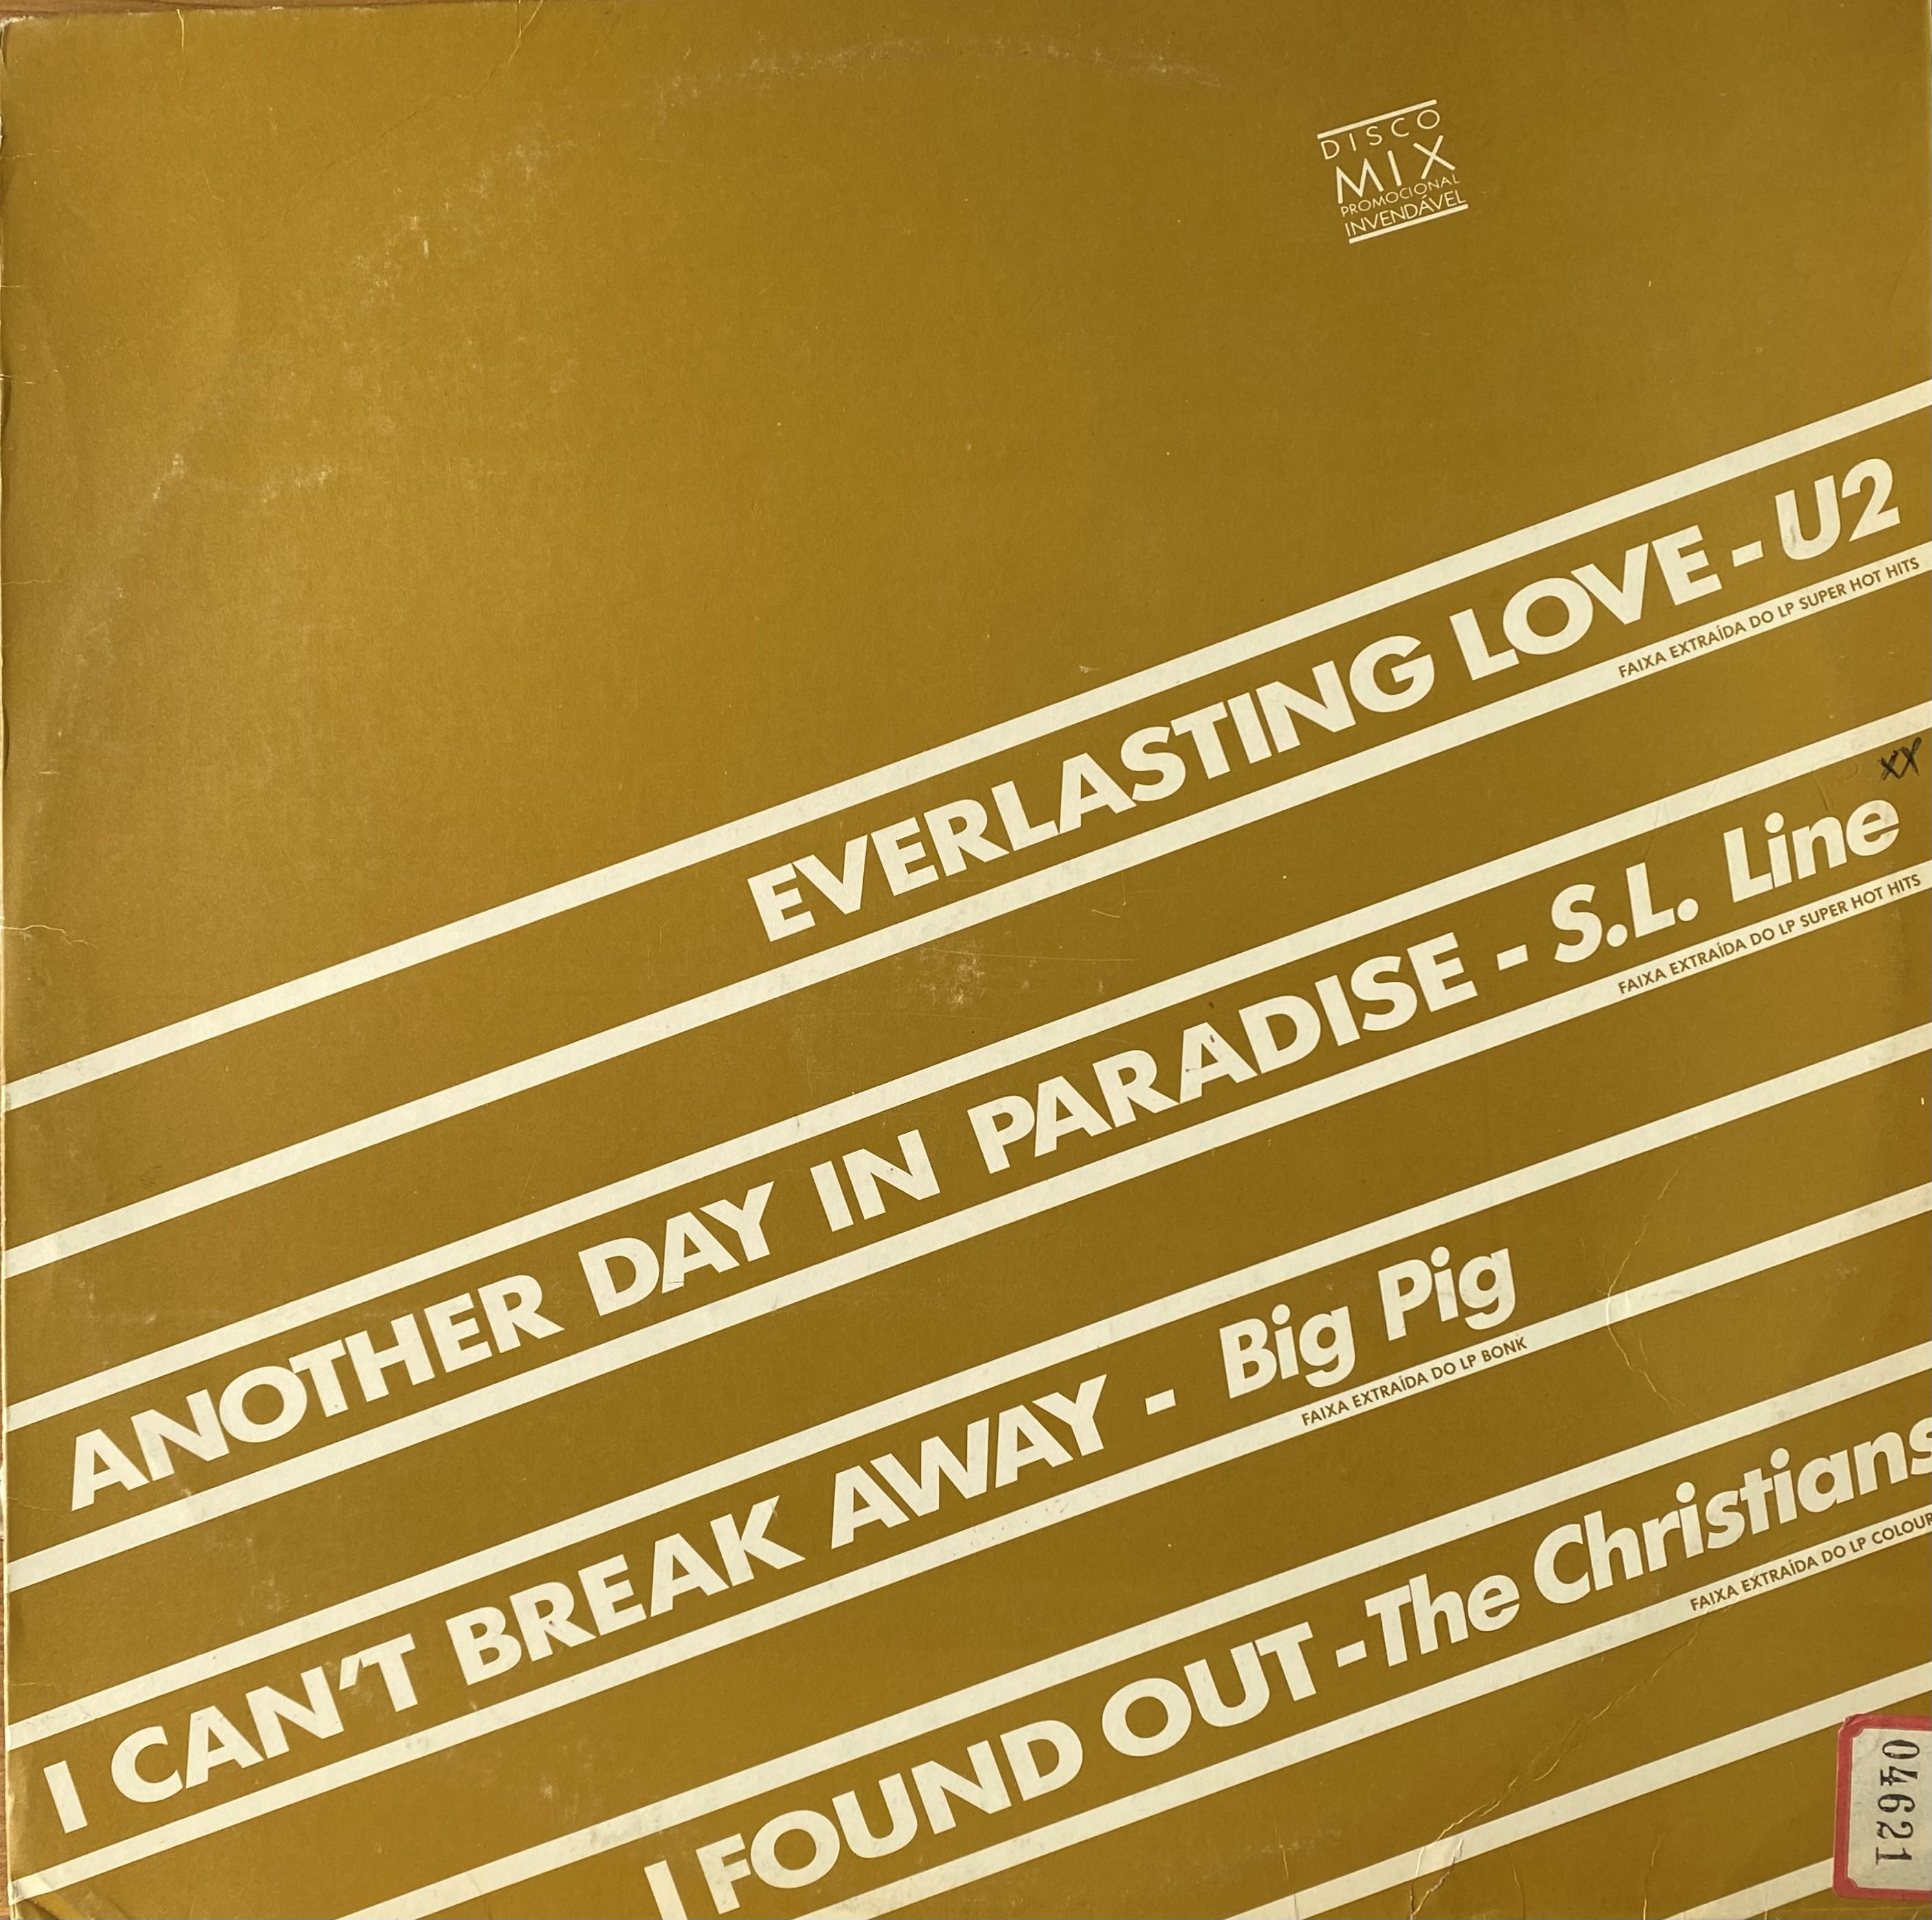 DISCO
MIX
PROMOCIONAL
INVENDÁVEL
EVERLASTING LOVE - U2
FAIXA EXTRAÍDA DO LP SUPER HOT HITS
XX
ANOTHER DAY IN PARADISE - S.L. Line
FAIXA EXTRAÍDA DO LP SUPER HOT HITS
I CAN'T BREAK AWAY - Big Pig
FAIXA EXTRAÍDA DO LP BONK
I FOUND OUT - The Christians
FAIXA EXTRAÍDA DO LP COLOUR
04621